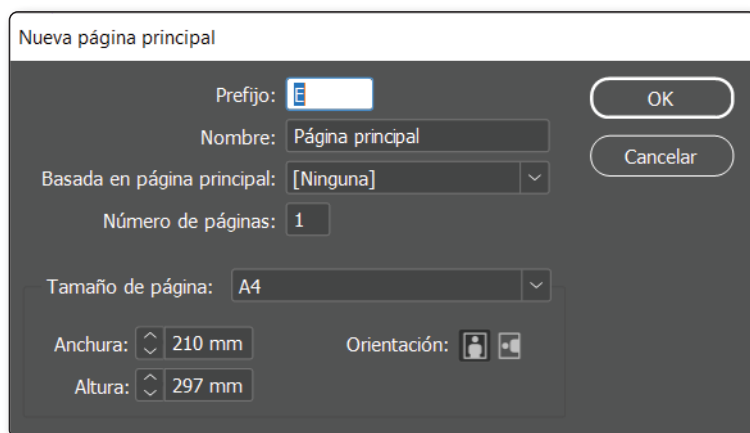 Nueva página principal
Prefijo: E
OK
Nombre: Página principal
Cancelar
Basada en página principal: [Ninguna]
Número de páginas: 1
Tamaño de página: A4
Anchura: 210 mm
Orientación:
Altura: 297 mm